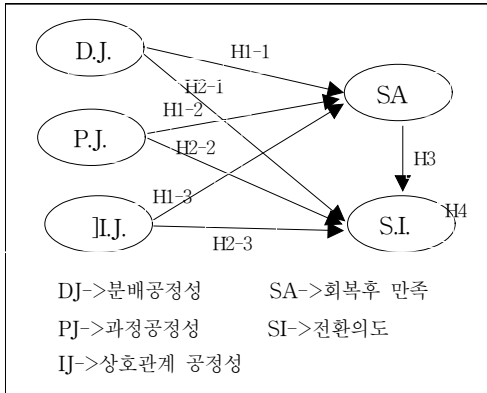 D.J.
H1-1
H2-1
SA
H1-2
P.J.
H2-2
H3
H1-3
]I.J.
S.I.
H4
H2-3
DJ->분배공정성 SA->회복후 만족
PJ->과정공정성 SI->전환의도
IJ->상호관계 공정성